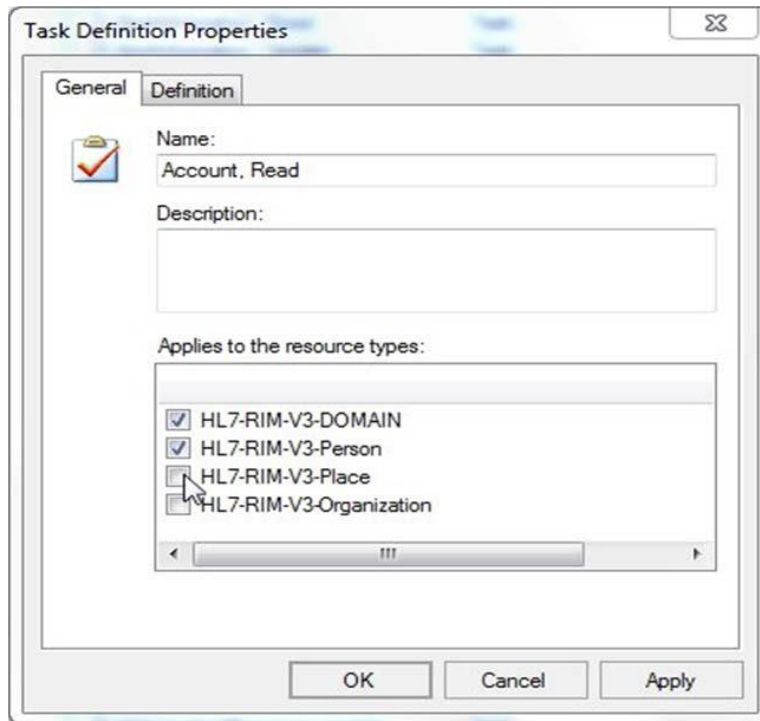 Task Definition Properties
General
Definition
Name:
Account, Read
Description:
Applies to the resource types:
HL7-RIM-V3-DOMAIN
HL7-RIM-V3-Person
HL7-RIM-V3-Place
HL7-RIM-V3-Organization
OK
Cancel
Apply